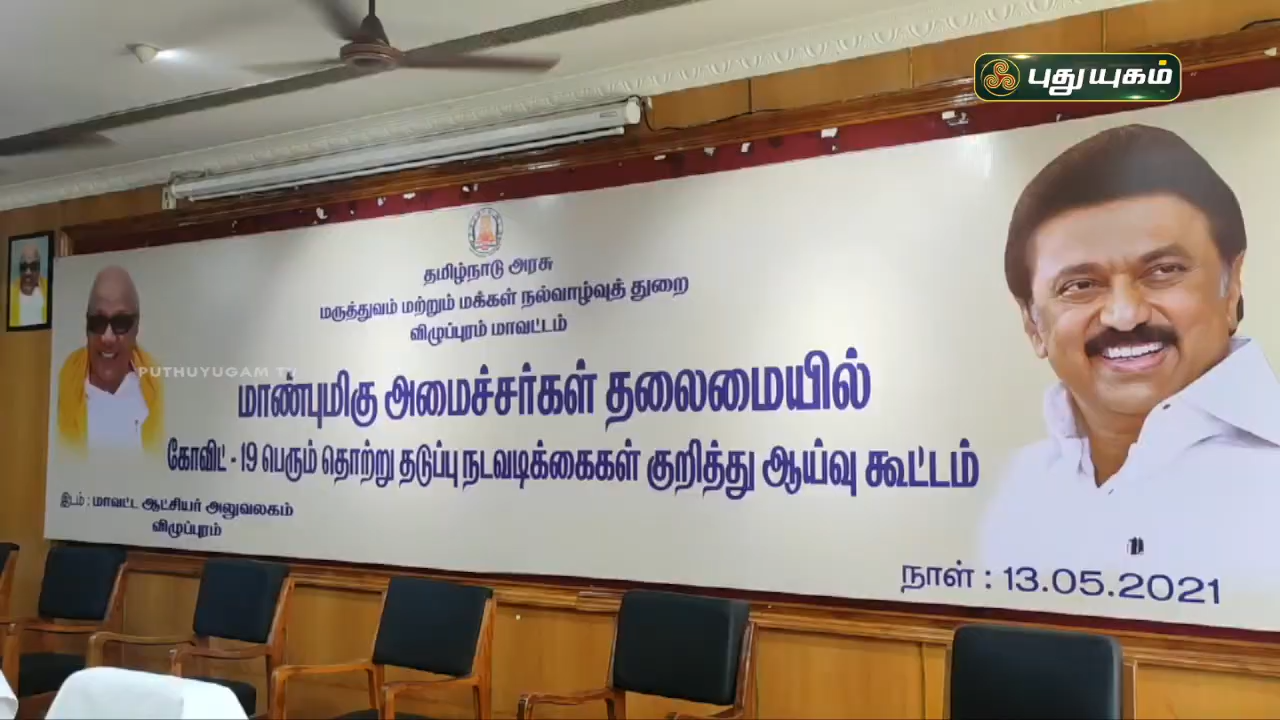 புதுயுகம்
தமிழ்நாடு அரசு
மருத்துவம் மற்றும் மக்கள் நல்வாழ்வுத் துறை
விழுப்புரம் மாவட்டம்
PUTHUYUGAM TV
மாண்புமிகு அமைச்சர்கள் தலைமையில்
கோவிட் - 19 பெரும் தொற்று தடுப்பு நடவடிக்கைகள் குறித்து ஆய்வு கூட்டம்
இடம் : மாவட்ட ஆட்சியர் அலுவலகம்
விழுப்புரம்
நாள் : 13.05.2021